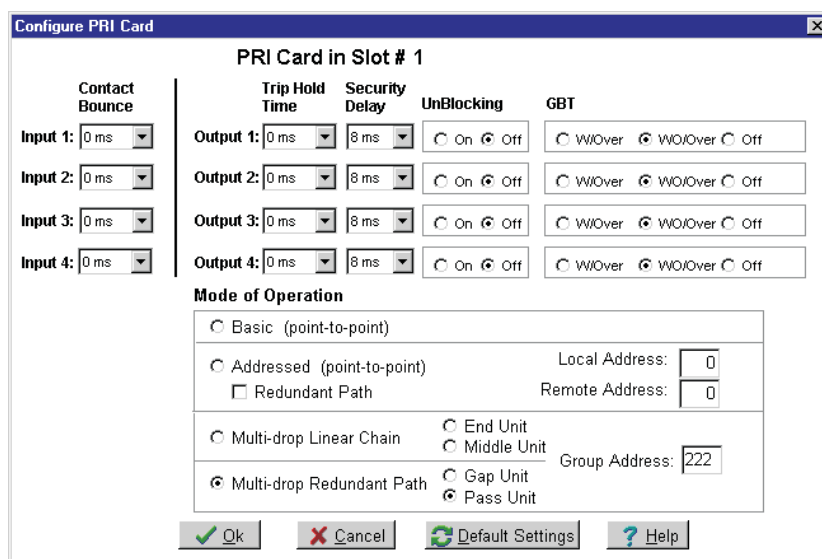 Configure PRI Card
PRI Card in Slot # 1
Contact Bounce
Trip Hold Time
Security Delay
UnBlocking
GBT
Input 1: 0 ms Output 1: 0 ms 8 ms On Off W/Over WO/Over Off
Input 2: 0 ms Output 2: 0 ms 8 ms On Off W/Over WO/Over Off
Input 3: 0 ms Output 3: 0 ms 8 ms On Off W/Over WO/Over Off
Input 4: 0 ms Output 4: 0 ms 8 ms On Off W/Over WO/Over Off
Mode of Operation
Basic (point-to-point)
Addressed (point-to-point) Local Address: 0
Redundant Path Remote Address: 0
Multi-drop Linear Chain End Unit
Middle Unit
Group Address: 222
Multi-drop Redundant Path Gap Unit
Pass Unit
Ok Cancel Default Settings Help